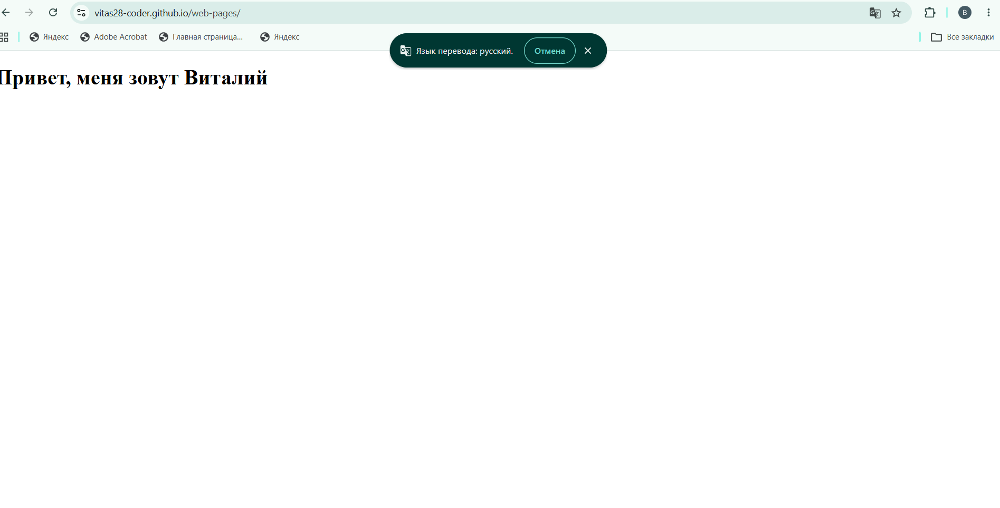 vitas28-coder.github.io/web-pages/
B
Яндекс
Adobe Acrobat
Главная страница...
Яндекс
Все закладки
Язык перевода: русский.
Отмена
Привет, меня зовут Виталий